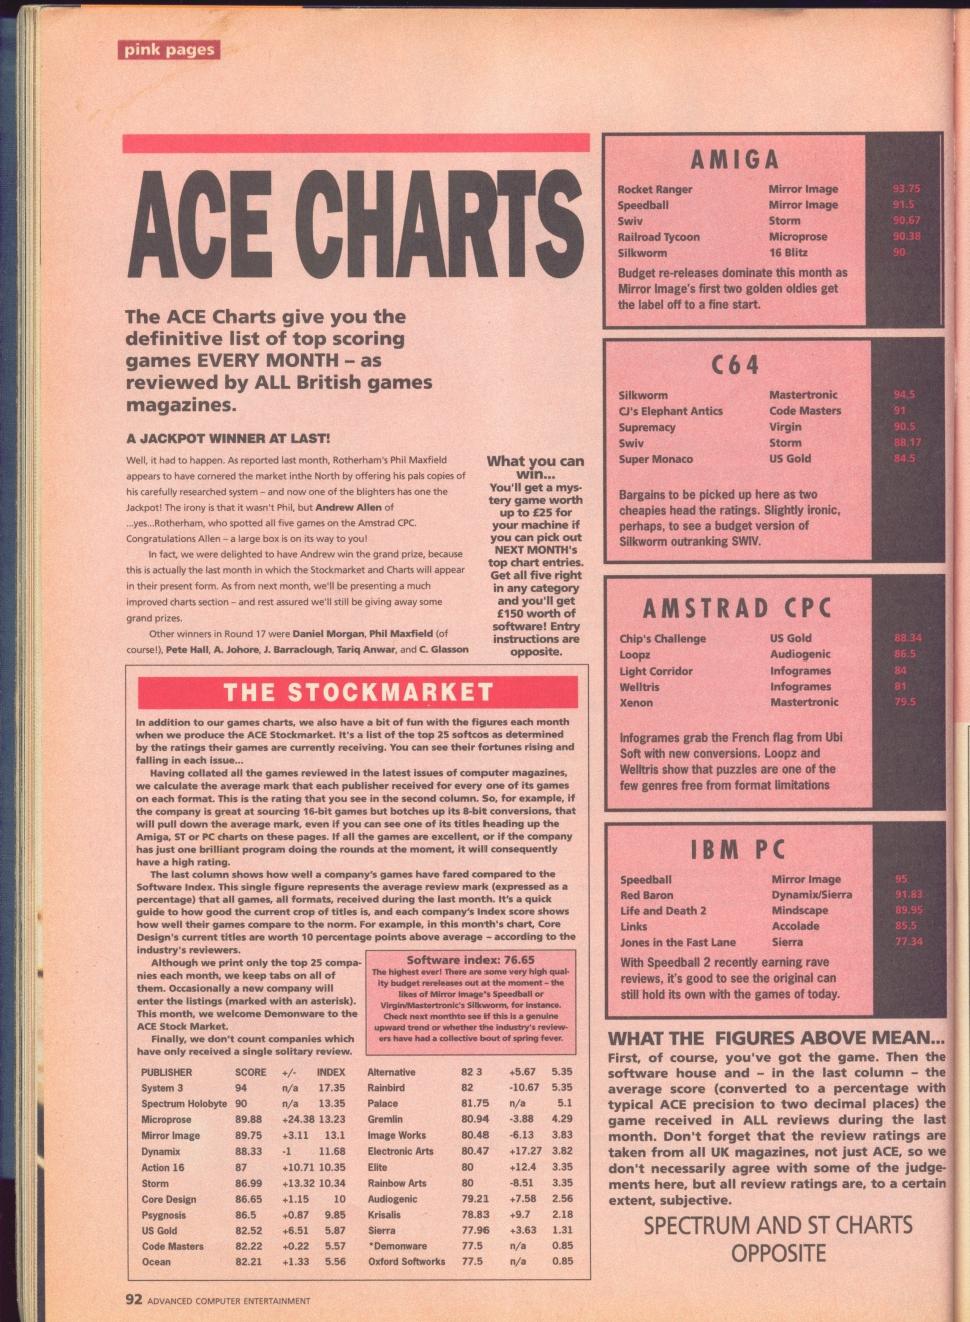 pink pages
ACE CHARTS
The ACE Charts give you the
definitive list of top scoring
games EVERY MONTH – as
reviewed by ALL British games
magazines.
A JACKPOT WINNER AT LAST!
Well, it had to happen. As reported last month, Rotherham's Phil Maxfield
appears to have cornered the market inthe North by offering his pals copies of
his carefully researched system – and now one of the blighters has one the
Jackpot! The irony is that it wasn't Phil, but Andrew Allen of
...yes...Rotherham, who spotted all five games on the Amstrad CPC.
Congratulations Allen – a large box is on its way to you!
In fact, we were delighted to have Andrew win the grand prize, because
this is actually the last month in which the Stockmarket and Charts will appear
in their present form. As from next month, we'll be presenting a much
improved charts section – and rest assured we'll still be giving away some
grand prizes.
Other winners in Round 17 were Daniel Morgan, Phil Maxfield (of
course!), Pete Hall, A. Johore, J. Barraclough, Tariq Anwar, and C. Glasson
What you can
win...
You'll get a mys-
tery game worth
up to £25 for
your machine if
you can pick out
NEXT MONTH's
top chart entries.
Get all five right
in any category
and you'll get
£150 worth of
software! Entry
instructions are
opposite.
THE STOCKMARKET
In addition to our games charts, we also have a bit of fun with the figures each month
when we produce the ACE Stockmarket. It's a list of the top 25 softcos as determined
by the ratings their games are currently receiving. You can see their fortunes rising and
falling in each issue...
Having collated all the games reviewed in the latest issues of computer magazines,
we calculate the average mark that each publisher received for every one of its games
on each format. This is the rating that you see in the second column. So, for example, if
the company is great at sourcing 16-bit games but botches up its 8-bit conversions, that
will pull down the average mark, even if you can see one of its titles heading up the
Amiga, ST or PC charts on these pages. If all the games are excellent, or if the company
has just one brilliant program doing the rounds at the moment, it will consequently
have a high rating.
The last column shows how well a company's games have fared compared to the
Software Index. This single figure represents the average review mark (expressed as a
percentage) that all games, all formats, received during the last month. It's a quick
guide to how good the current crop of titles is, and each company's Index score shows
how well their games compare to the norm. For example, in this month's chart, Core
Design's current titles are worth 10 percentage points above average – according to the
industry's reviewers.
Although we print only the top 25 compa-
nies each month, we keep tabs on all of
them. Occasionally a new company will
enter the listings (marked with an asterisk).
This month, we welcome Demonware to the
ACE Stock Market.
Finally, we don't count companies which
have only received a single solitary review.
Software index: 76.65
The highest ever! There are some very high qual-
ity budget rereleases out at the moment – the
likes of Mirror Image"s Speedball or
Virgin/Mastertronic's Silkworm, for instance.
Check next monthto see if this is a genuine
upward trend or whether the industry's review-
ers have had a collective bout of spring fever.
PUBLISHER SCORE +/- INDEX
System 3 94 n/a 17.35
Spectrum Holobyte 90 n/a 13.35
Microprose 89.88 +24.38 13.23
Mirror Image 89.75 +3.11 13.1
Dynamix 88.33 -1 11.68
Action 16 87 +10.71 10.35
Storm 86.99 +13.32 10.34
Core Design 86.65 +1.15 10
Psygnosis 86.5 +0.87 9.85
US Gold 82.52 +6.51 5.87
Code Masters 82.22 +0.22 5.57
Ocean 82.21 +1.33 5.56
Alternative 82 3 +5.67 5.35
Rainbird 82 -10.67 5.35
Palace 81.75 n/a 5.1
Gremlin 80.94 -3.88 4.29
Image Works 80.48 -6.13 3.83
Electronic Arts 80.47 +17.27 3.82
Elite 80 +12.4 3.35
Rainbow Arts 80 -8.51 3.35
Audiogenic 79.21 +7.58 2.56
Krisalis 78.83 +9.7 2.18
Sierra 77.96 +3.63 1.31
*Demonware 77.5 n/a 0.85
Oxford Softworks 77.5 n/a 0.85
AMIGA
Rocket Ranger Mirror Image 93.75
Speedball Mirror Image 91.5
Swiv Storm 90.67
Railroad Tycoon Microprose 90.38
Silkworm 16 Blitz 90
Budget re-releases dominate this month as
Mirror Image's first two golden oldies get
the label off to a fine start.
C64
Silkworm Mastertronic 94.5
CJ's Elephant Antics Code Masters 91
Supremacy Virgin 90.5
Swiv Storm 88.17
Super Monaco US Gold 84.5
Bargains to be picked up here as two
cheapies head the ratings. Slightly ironic,
perhaps, to see a budget version of
Silkworm outranking SWIV.
AMSTRAD CPC
Chip's Challenge US Gold 88.34
Loopz Audiogenic 86.5
Light Corridor Infogrames 84
Welltris Infogrames 81
Xenon Mastertronic 79.5
Infogrames grab the French flag from Ubi
Soft with new conversions. Loopz and
Welltris show that puzzles are one of the
few genres free from format limitations
IBM PC
Speedball Mirror Image 95
Red Baron Dynamix/Sierra 91.83
Life and Death 2 Mindscape 89.95
Links Accolade 85.5
Jones in the Fast Lane Sierra 77.34
With Speedball 2 recently earning rave
reviews, it's good to see the original can
still hold its own with the games of today.
WHAT THE FIGURES ABOVE MEAN...
First, of course, you've got the game. Then the
software house and – in the last column – the
average score (converted to a percentage with
typical ACE precision to two decimal places) the
game received in ALL reviews during the last
month. Don't forget that the review ratings are
taken from all UK magazines, not just ACE, so we
don't necessarily agree with some of the judge-
ments here, but all review ratings are, to a certain
extent, subjective.
SPECTRUM AND ST CHARTS
OPPOSITE
92 ADVANCED COMPUTER ENTERTAINMENT